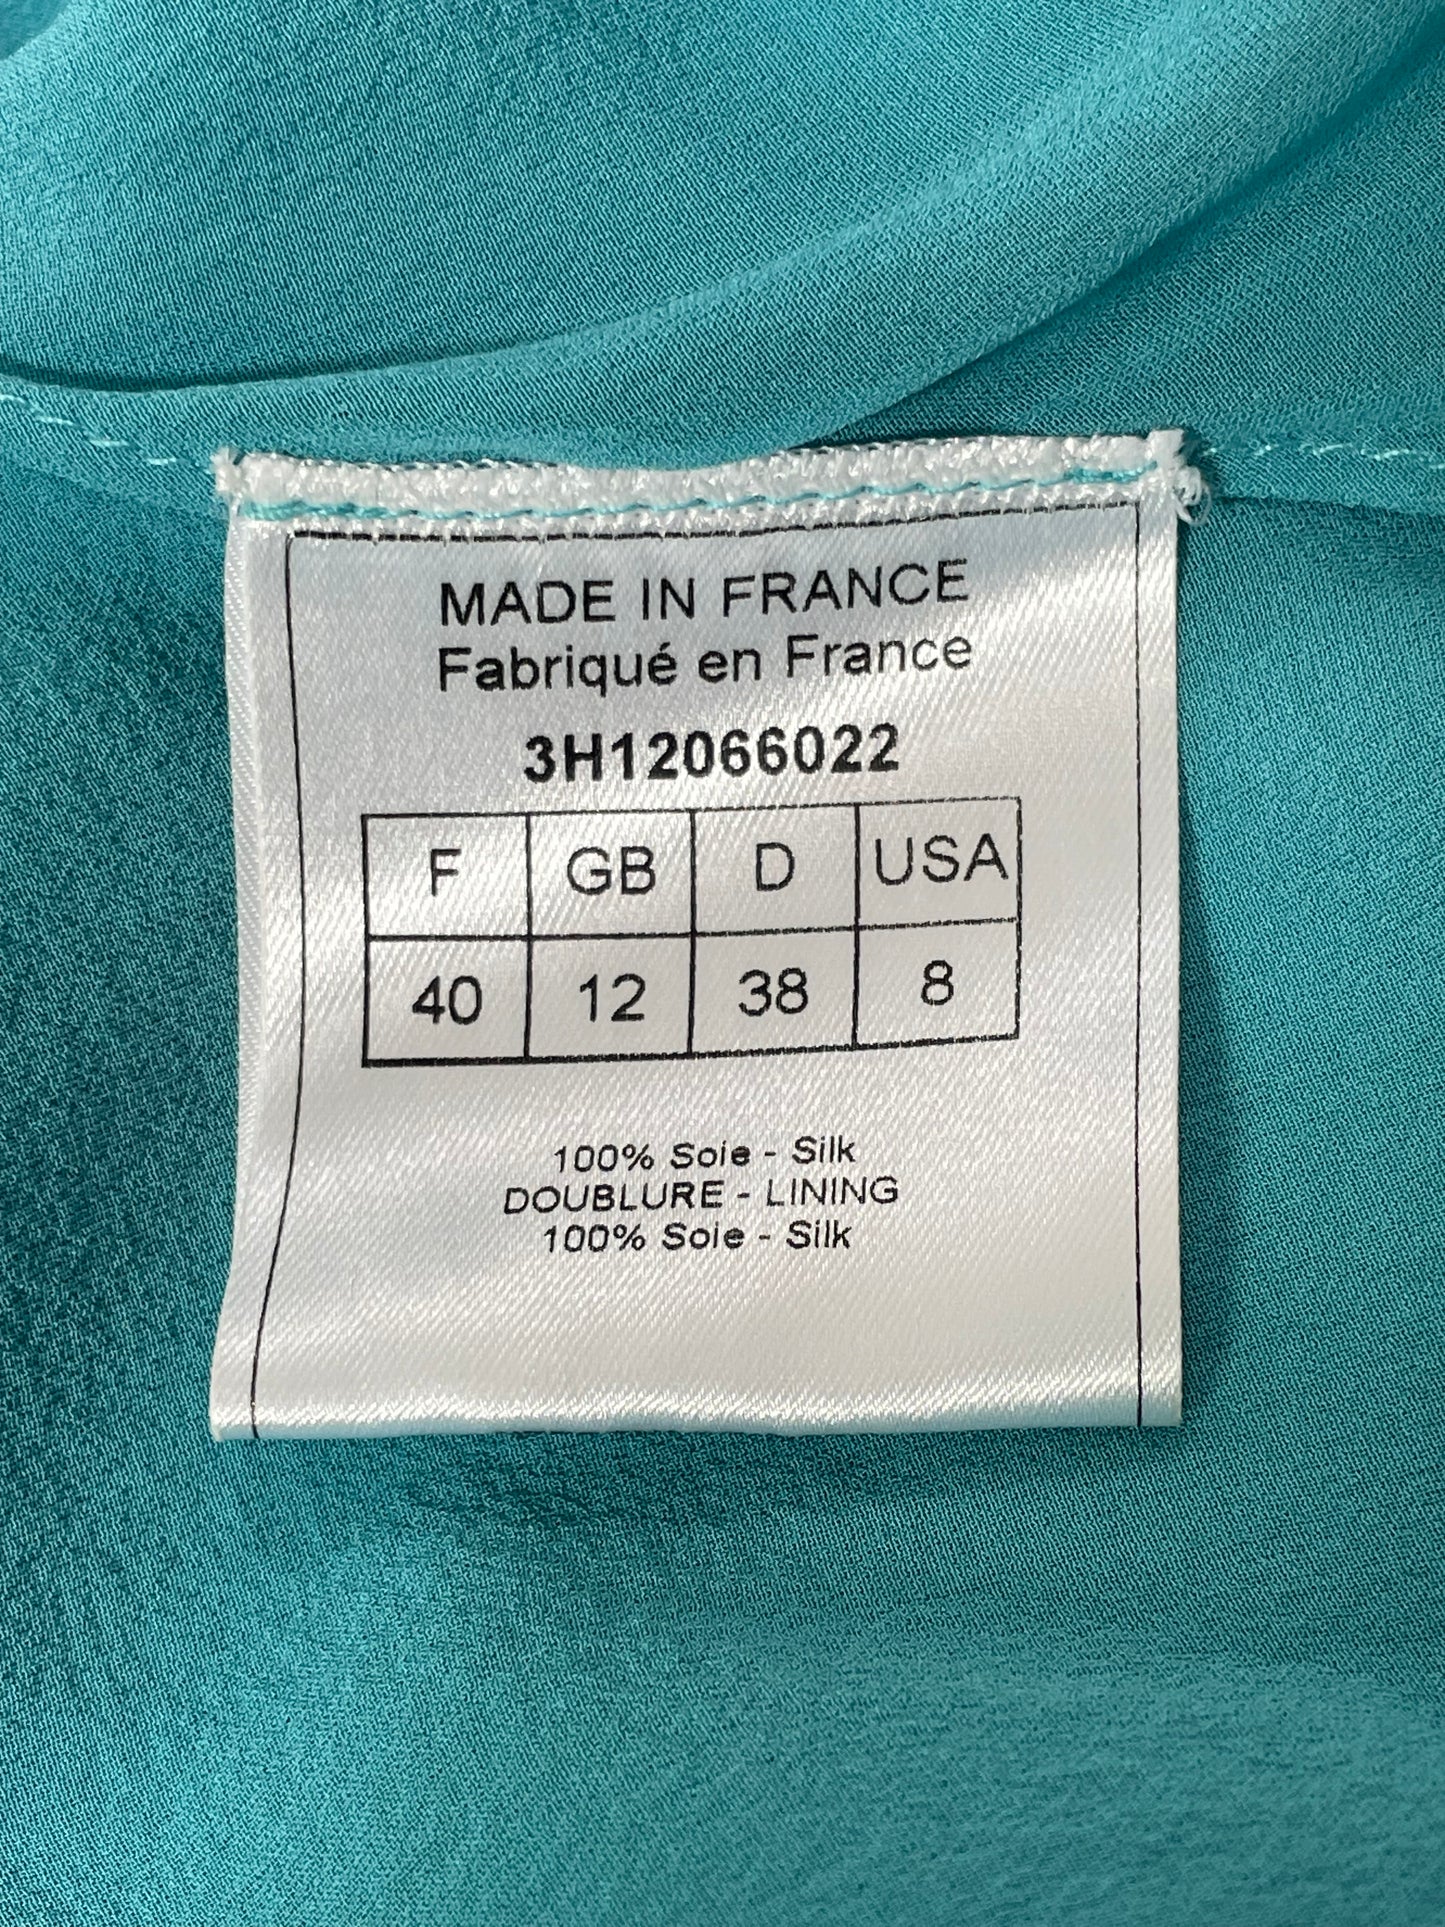 MADE IN FRANCE
Fabriqué en France
3H12066022
F GB D USA
40 12 38 8
100% Soie - Silk
DOUBLURE - LINING
100% Soie - Silk